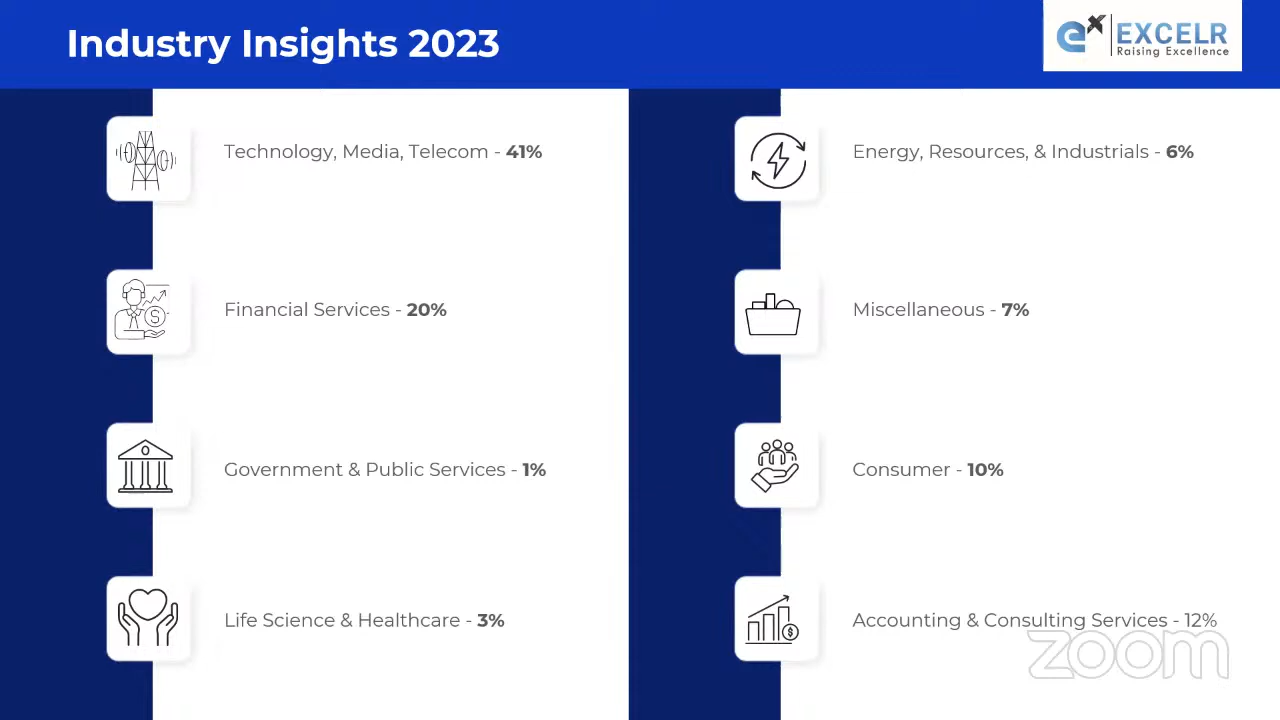 Industry Insights 2023
ex EXCELR
Raising Excellence
Technology, Media, Telecom - 41%
Financial Services - 20%
Government & Public Services - 1%
Life Science & Healthcare - 3%
Energy, Resources, & Industrials - 6%
Miscellaneous - 7%
Consumer - 10%
Accounting & Consulting Services - 12%
zoom